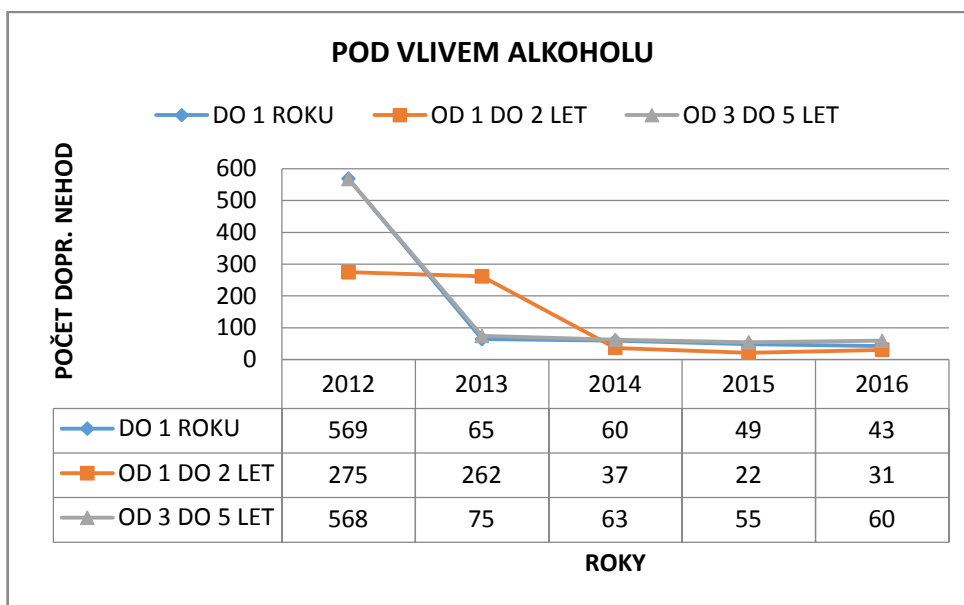 POD VLIVEM ALKOHOLU
DO 1 ROKU OD 1 DO 2 LET OD 3 DO 5 LET
POČET DOPR. NEHOD
600
500
400
300
200
100
0
2012 2013 2014 2015 2016
DO 1 ROKU 569 65 60 49 43
OD 1 DO 2 LET 275 262 37 22 31
OD 3 DO 5 LET 568 75 63 55 60
ROKY